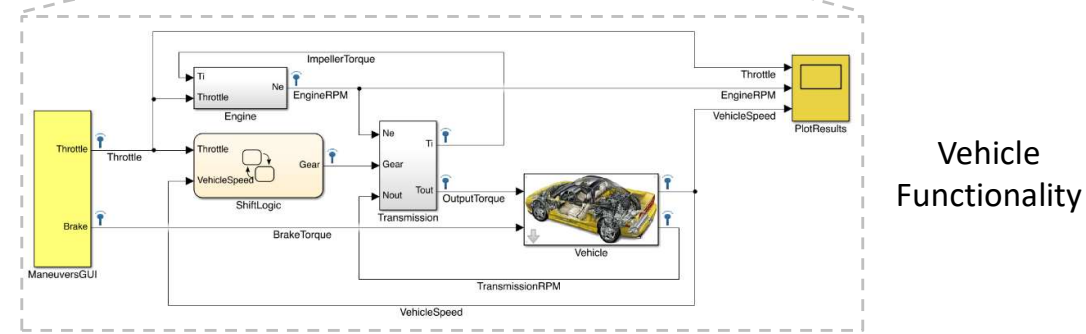 ImpellerTorque
Ti
Throttle
Ne
EngineRPM
Engine
Throttle
EngineRPM
VehicleSpeed
PlotResults
Throttle
Throttle
Throttle
VehicleSpeed
Gear
ShiftLogic
Ne
Gear
Nout
Ti
Tout
Transmission
OutputTorque
Vehicle
Brake
BrakeTorque
ManeuversGUI
TransmissionRPM
VehicleSpeed
Vehicle
Functionality